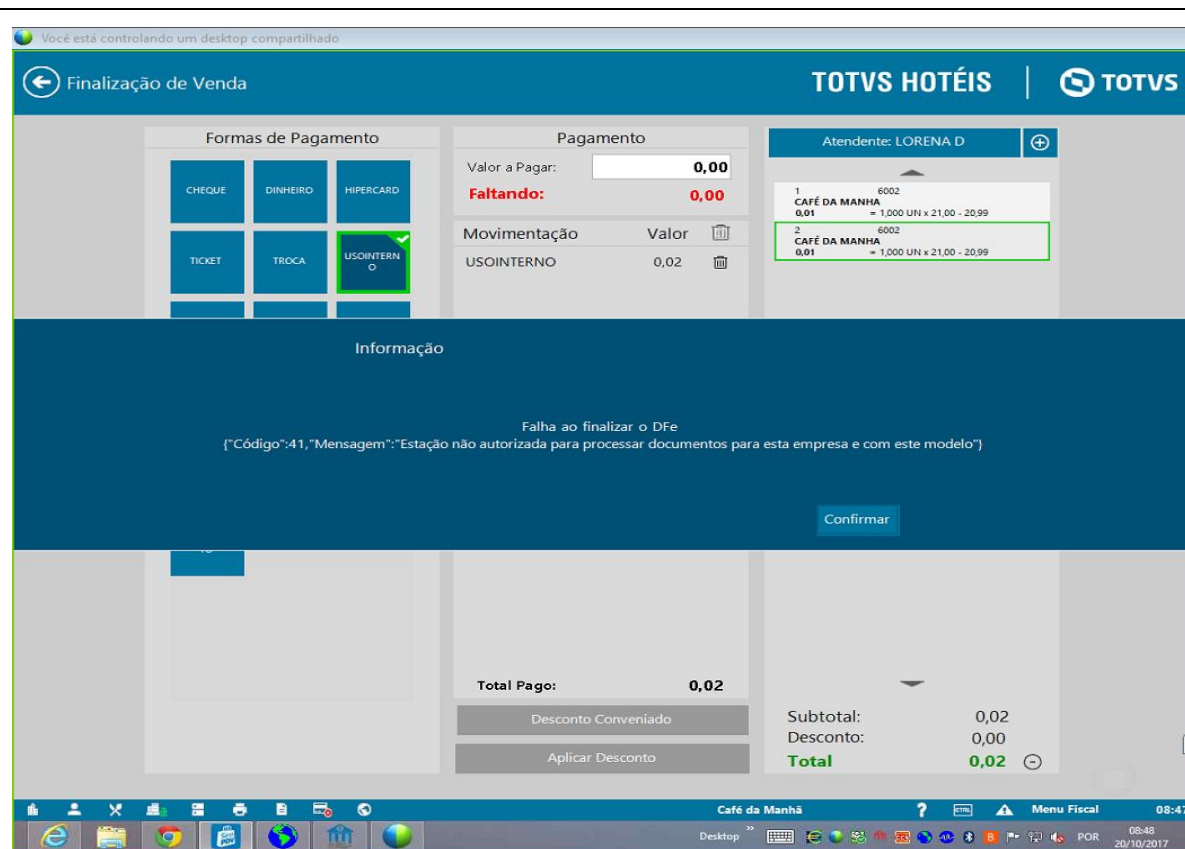 Você está controlando um desktop compartilhado
Finalização de Venda
TOTVS HOTÉIS
TOTVS
Formas de Pagamento
CHEQUE
DINHEIRO
HIPERCARD
TICKET
TROCA
USOINTERN
O
Pagamento
Valor a Pagar: 0,00
Faltando: 0,00
Movimentação Valor
USOINTERNO 0,02
Atendente: LORENA D
1 6002
CAFÉ DA MANHA
0,01 = 1,000 UN x 21,00 - 20,99
2 6002
CAFÉ DA MANHA
0,01 = 1,000 UN x 21,00 - 20,99
Informação
Falha ao finalizar o DFe
{"Código":41,"Mensagem":"Estação não autorizada para processar documentos para esta empresa e com este modelo"}
Confirmar
Total Pago: 0,02
Desconto Conveniado
Aplicar Desconto
Subtotal: 0,02
Desconto: 0,00
Total 0,02
Café da Manhã
? CTRL Menu Fiscal 08:47
Desktop
POR
08:48
20/10/2017